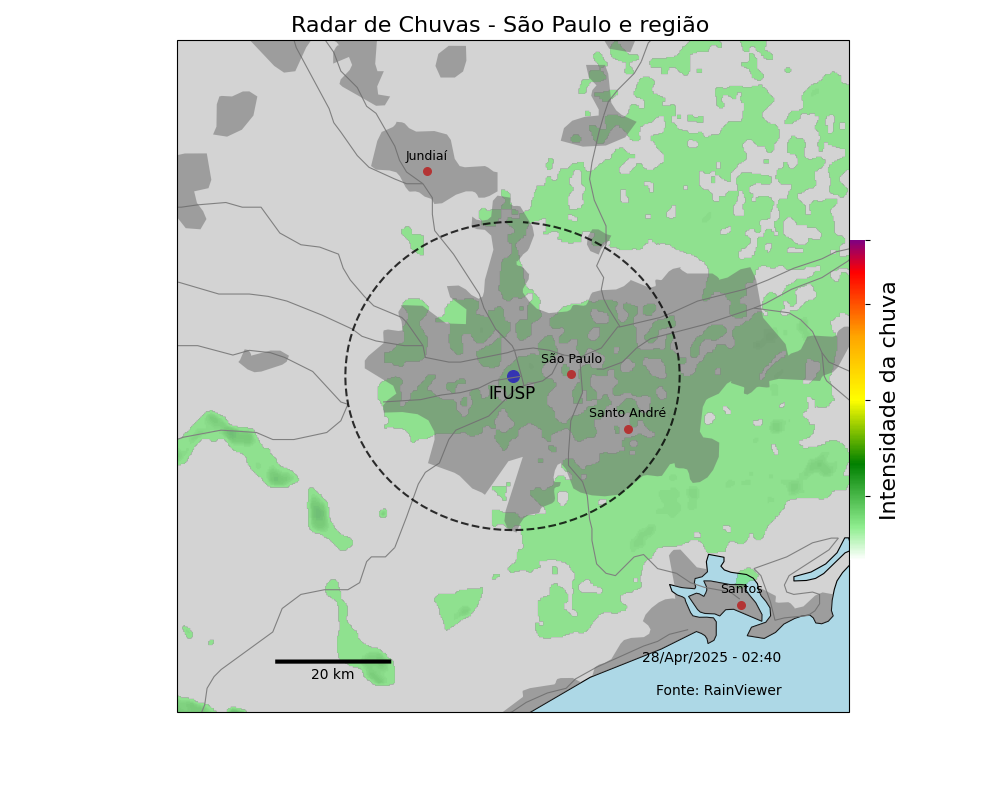 Radar de Chuvas - São Paulo e região
Jundiaí
São Paulo
IFUSP
Santo André
Intensidade da chuva
Santos
28/Apr/2025 - 02:40
20 km
Fonte: RainViewer